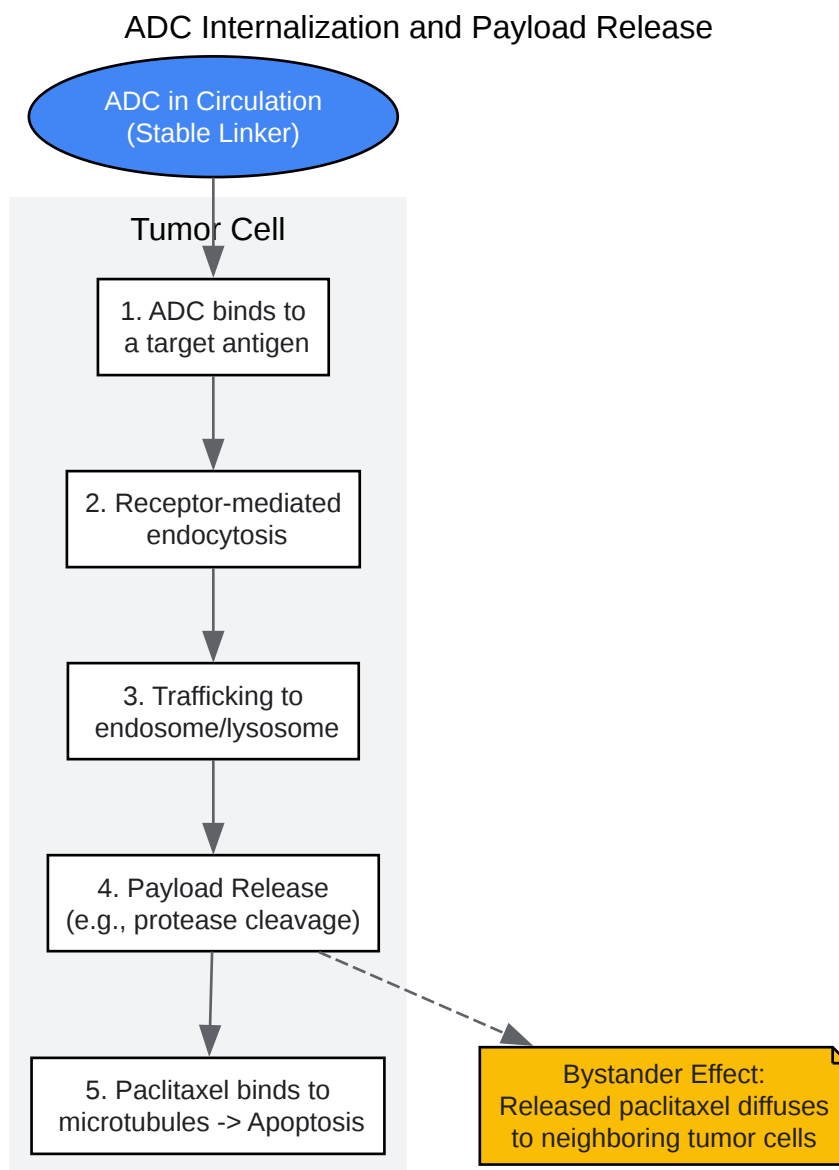 ADC Internalization and Payload Release
ADC in Circulation
(Stable Linker)
Tumor Cell
1. ADC binds to
a target antigen
2. Receptor-mediated
endocytosis
3. Trafficking to
endosome/lysosome
4. Payload Release
(e.g., protease cleavage)
5. Paclitaxel binds to
microtubules -> Apoptosis
Bystander Effect:
Released paclitaxel diffuses
to neighboring tumor cells